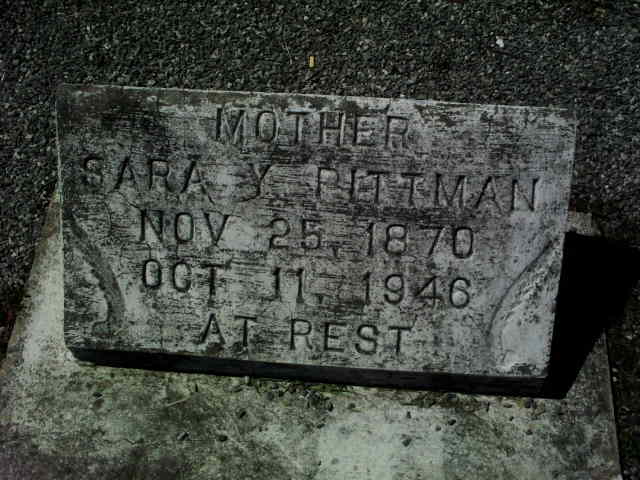 MOTHER
SARA Y PITTMAN
NOV 25, 1870
OCT 11, 1946
AT REST